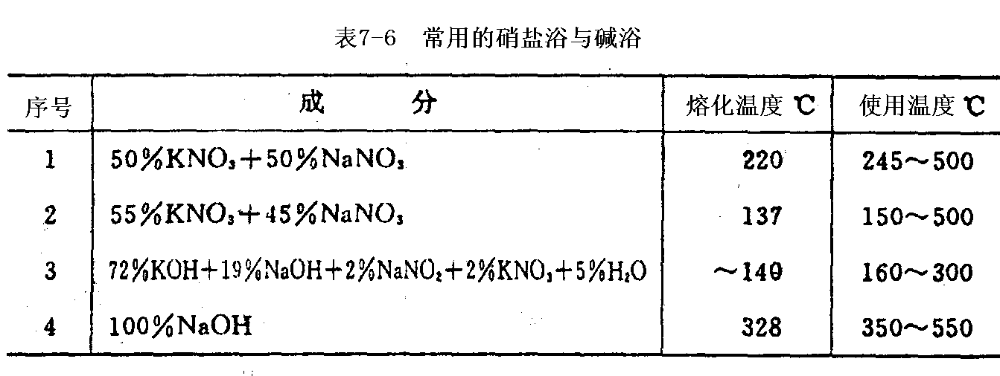 表7-6 常用的硝盐浴与碱浴
序号 成 分 熔化温度 ℃ 使用温度 ℃
1 50%KNO₃+50%NaNO₃ 220 245~500
2 55%KNO₃+45%NaNO₃ 137 150~500
3 72%KOH+19%NaOH+2%NaNO₂+2%KNO₃+5%H₂O ~140 160~300
4 100%NaOH 328 350~550